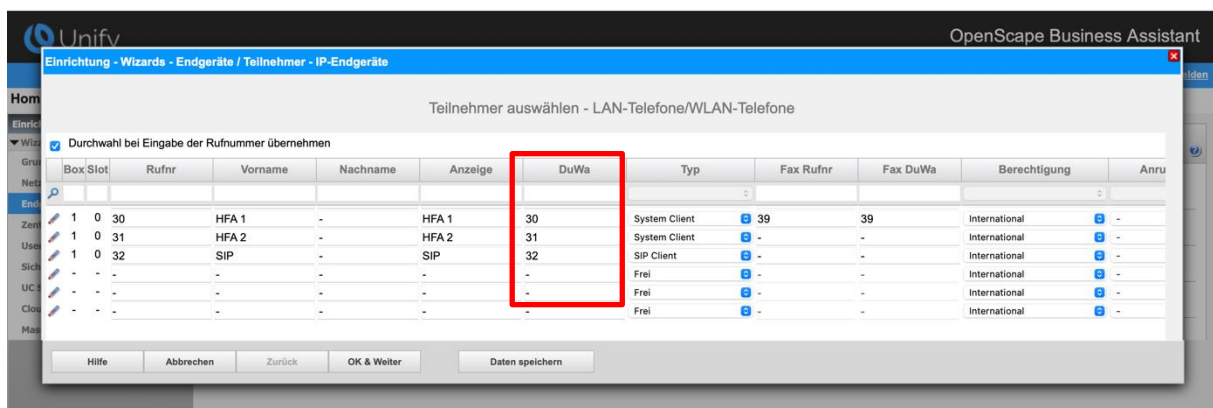 Unify OpenScape Business Assistant
Einrichtung - Wizards - Endgeräte / Teilnehmer - IP-Endgeräte
elden
Hom
Teilnehmer auswählen - LAN-Telefone/WLAN-Telefone
Einric
Wiz
Durchwahl bei Eingabe der Rufnummer übernehmen
Gru
Box Slot Rufnr Vorname Nachname Anzeige DuWa Typ Fax Rufnr Fax DuWa Berechtigung Anru
Netz
End
1 0 30 HFA 1 - HFA 1 30 System Client 39 39 International -
Zent
1 0 31 HFA 2 - HFA 2 31 System Client - - International -
User
1 0 32 SIP - SIP 32 SIP Client - - International -
Sich
- - - - - - - Frei - - International -
UC S
- - - - - - - Frei - - International -
Clou
- - - - - - - Frei - - International -
Mas
Hilfe Abbrechen Zurück OK & Weiter Daten speichern